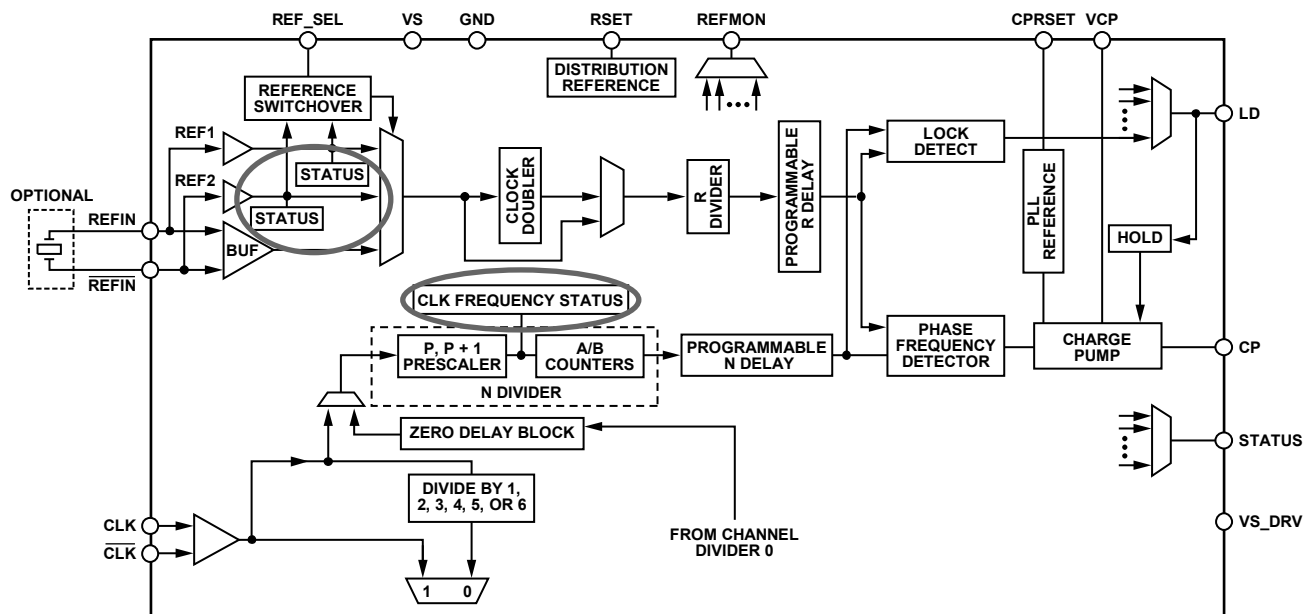 REF_SEL
VS
GND
RSET
REFMON
CPRSET
VCP
DISTRIBUTION
REFERENCE
REFERENCE
SWITCHOVER
LD
REF1
REF2
STATUS
STATUS
LOCK
DETECT
CLOCK
DOUBLER
R
DIVIDER
PROGRAMMABLE
R DELAY
PLL
REFERENCE
HOLD
OPTIONAL
REFIN
REFIN
BUF
CLK FREQUENCY STATUS
P, P + 1
PRESCALER
A/B
COUNTERS
N DIVIDER
PROGRAMMABLE
N DELAY
PHASE
FREQUENCY
DETECTOR
CHARGE
PUMP
CP
ZERO DELAY BLOCK
STATUS
DIVIDE BY 1,
2, 3, 4, 5, OR 6
FROM CHANNEL
DIVIDER 0
VS_DRV
CLK
CLK
1 0